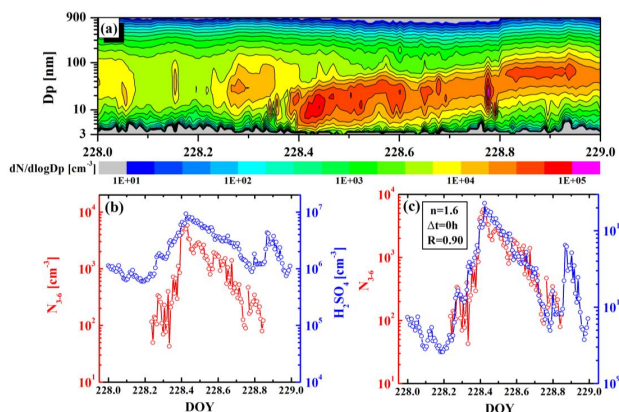 900
(a)
Dp [nm]
100
10
3
228.0 228.2 228.4 228.6 228.8 229.0
dN/dlogDp [cm⁻³]
1E+01 1E+02 1E+03 1E+04 1E+05
(b)
(c)
n=1.6
Δt=0h
R=0.90
N₃₋₆ [cm⁻³]
10⁴
10³
10²
10¹
H₂SO₄ [cm⁻³]
10⁷
10⁶
10⁵
10⁴
N₃₋₆
10⁴
10³
10²
10¹
228.0 228.2 228.4 228.6 228.8 229.0
DOY
228.0 228.2 228.4 228.6 228.8 229.0
DOY